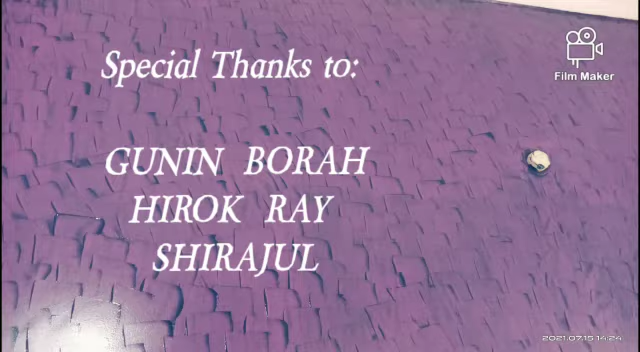 Special Thanks to:
GUNIN BORAH
HIROK RAY
SHIRAJUL
Film Maker
2021.07.15 14:24